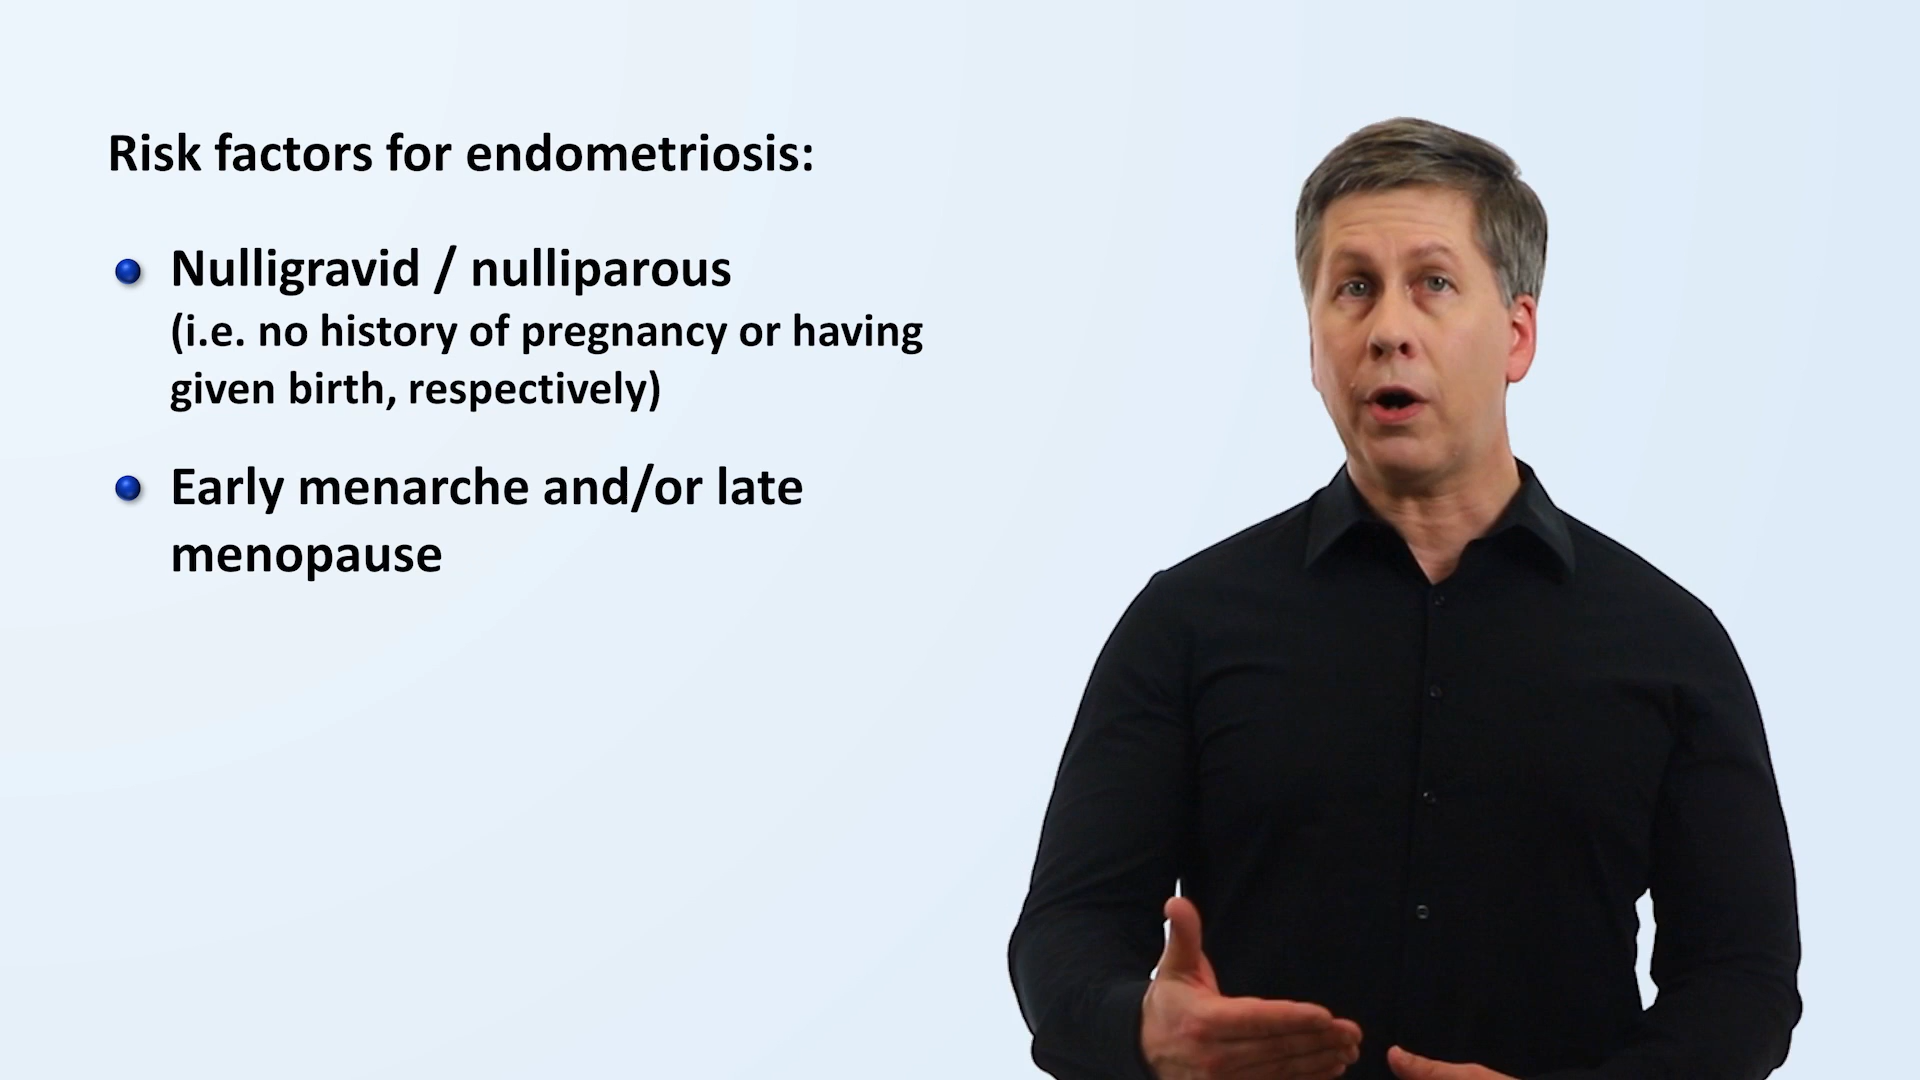 Risk factors for endometriosis:
Nulligravid / nulliparous
(i.e. no history of pregnancy or having
given birth, respectively)
Early menarche and/or late
menopause